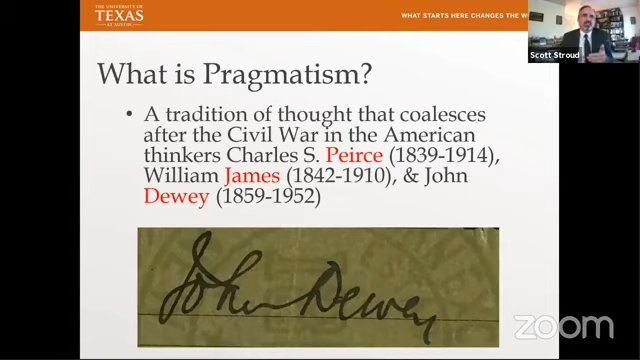 THE UNIVERSITY OF
TEXAS
AT AUSTIN
WHAT STARTS HERE CHANGES THE W
Scott Stroud
What is Pragmatism?
• A tradition of thought that coalesces
after the Civil War in the American
thinkers Charles S. Peirce (1839-1914),
William James (1842-1910), & John
Dewey (1859-1952)
John Dewey
zoom